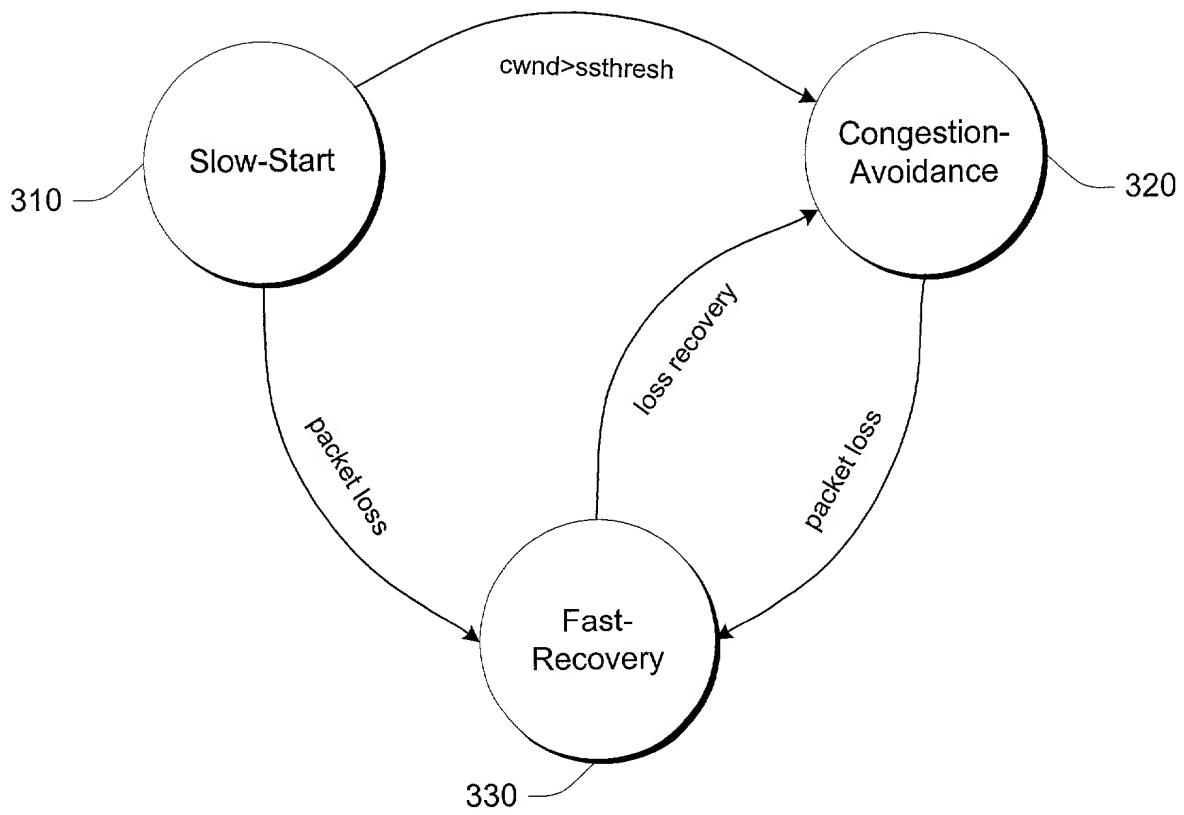 cwnd>ssthresh
Slow-Start
Congestion-
Avoidance
310
320
loss recovery
packet loss
packet loss
Fast-
Recovery
330